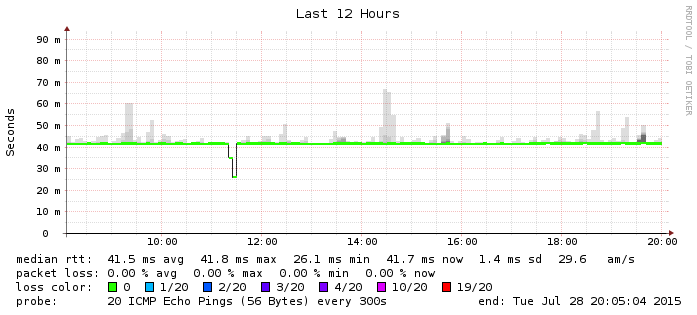 Last 12 Hours
RRDTOOL / TOBI OETIKER
Seconds
90 m
80 m
70 m
60 m
50 m
40 m
30 m
20 m
10 m
0
10:00 12:00 14:00 16:00 18:00 20:00
median rtt: 41.5 ms avg 41.8 ms max 26.1 ms min 41.7 ms now 1.4 ms sd 29.6 am/s
packet loss: 0.00 % avg 0.00 % max 0.00 % min 0.00 % now
loss color: 0 1/20 2/20 3/20 4/20 10/20 19/20
probe: 20 ICMP Echo Pings (56 Bytes) every 300s end: Tue Jul 28 20:05:04 2015